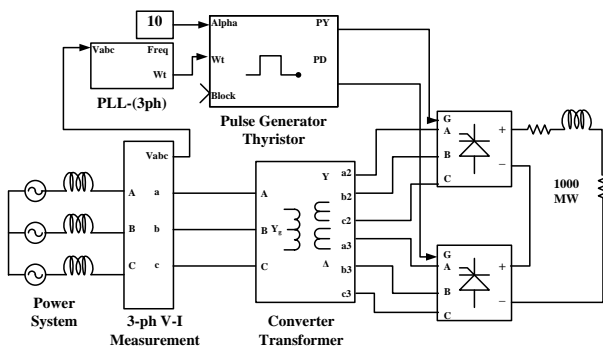 10
Alpha
PY
Vabc
Freq
Wt
Wt
PD
Block
PLL-(3ph)
Pulse Generator
Thyristor
G
A
B
C
+
−
Vabc
A
a
B
b
C
c
A
B
C
Y
Yg
Δ
a2
b2
c2
a3
b3
c3
1000
MW
G
A
B
C
+
−
Power
System
3-ph V-I
Measurement
Converter
Transformer